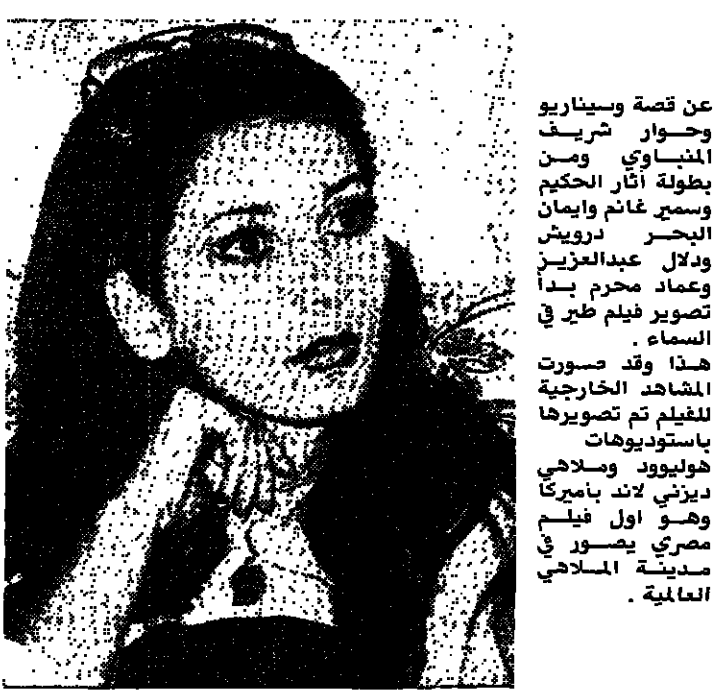 عن قصة وسيناريو
وحوار شريف
المنباوي ومن
بطولة آثار الحكيم
وسمير غانم وايمان
البحر درويش
ودلال عبدالعزيز
وعماد محرم بدأ
تصوير فيلم طير في
السماء .
هذا وقد صورت
المشاهد الخارجية
للفيلم تم تصويرها
باستوديوهات
هوليوود وملاهي
ديزني لاند بأميركا
وهو اول فيلم
مصري يصور في
مدينة الملاهي
العالمية .